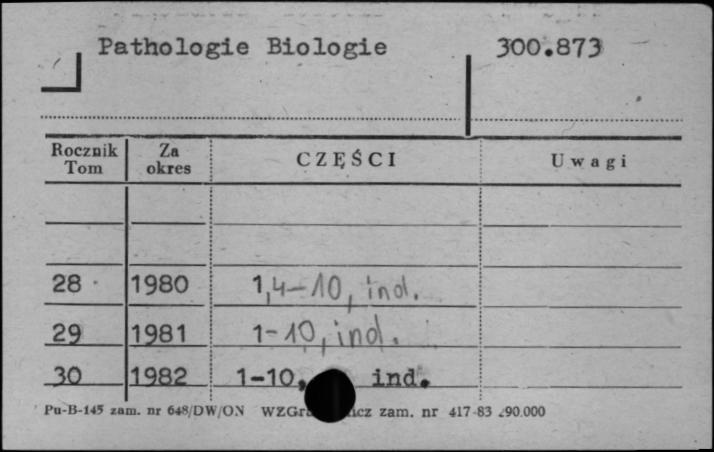 Pathologie Biologie 300.873
Rocznik Tom Za okres CZĘŚCI Uwagi
28 1980 1,4-10, ind.
29 1981 1-10, ind.
30 1982 1-10, ind.
Pu-B-145 zam. nr 648/DW/ON WZGra cz zam. nr 417-83 290.000